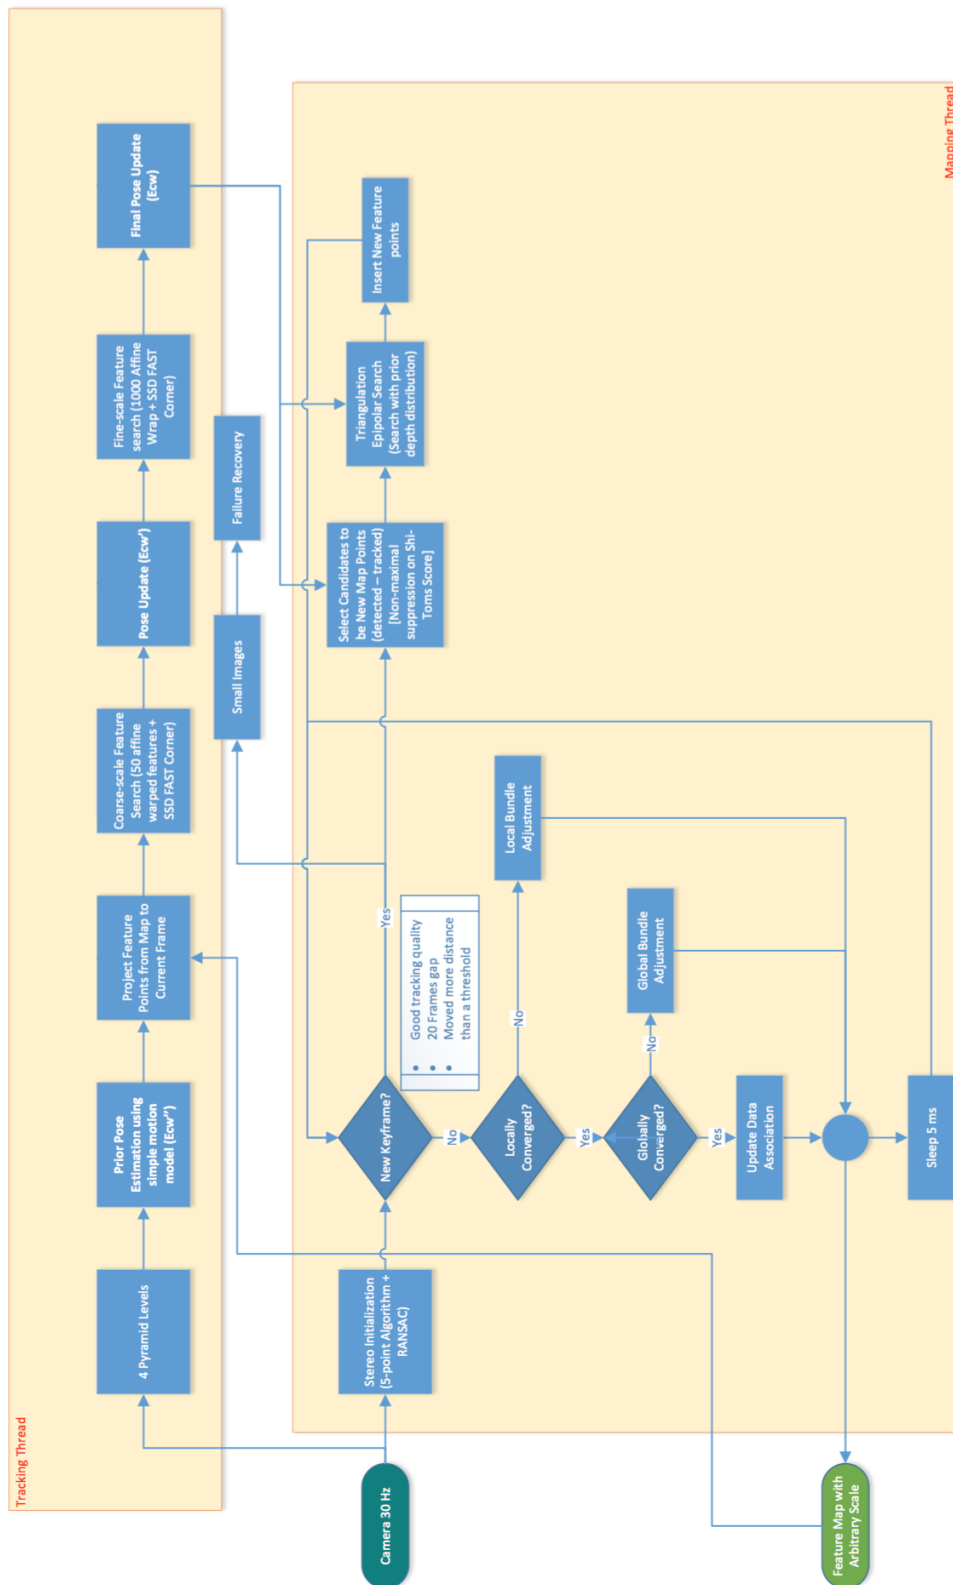 Tracking Thread
4 Pyramid Levels
Prior Pose
Estimation using
simple motion
model (Ecw'')
Project Feature
Points from Map to
Current Frame
Coarse-scale Feature
Search (50 affine
warped features +
SSD FAST Corner)
Pose Update (Ecw')
Fine-scale Feature
search (1000 Affine
Wrap + SSD FAST
Corner)
Final Pose Update
(Ecw)
Small Images
Failure Recovery
Camera 30 Hz
Stereo Initialization
(5-point Algorithm +
RANSAC)
New Keyframe?
Yes
No
• Good tracking quality
• 20 Frames gap
• Moved more distance
than a threshold
Select Candidates to
be New Map Points
(detected – tracked)
[Non-maximal
suppression on Shi-
Toms Score]
Triangulation
Epipolar Search
(Search with prior
depth distribution)
Insert New Feature
points
Locally
Converged?
No
Yes
Local Bundle
Adjustment
Globally
Converged?
No
Yes
Global Bundle
Adjustment
Update Data
Association
Sleep 5 ms
Feature Map with
Arbitrary Scale
Mapping Thread